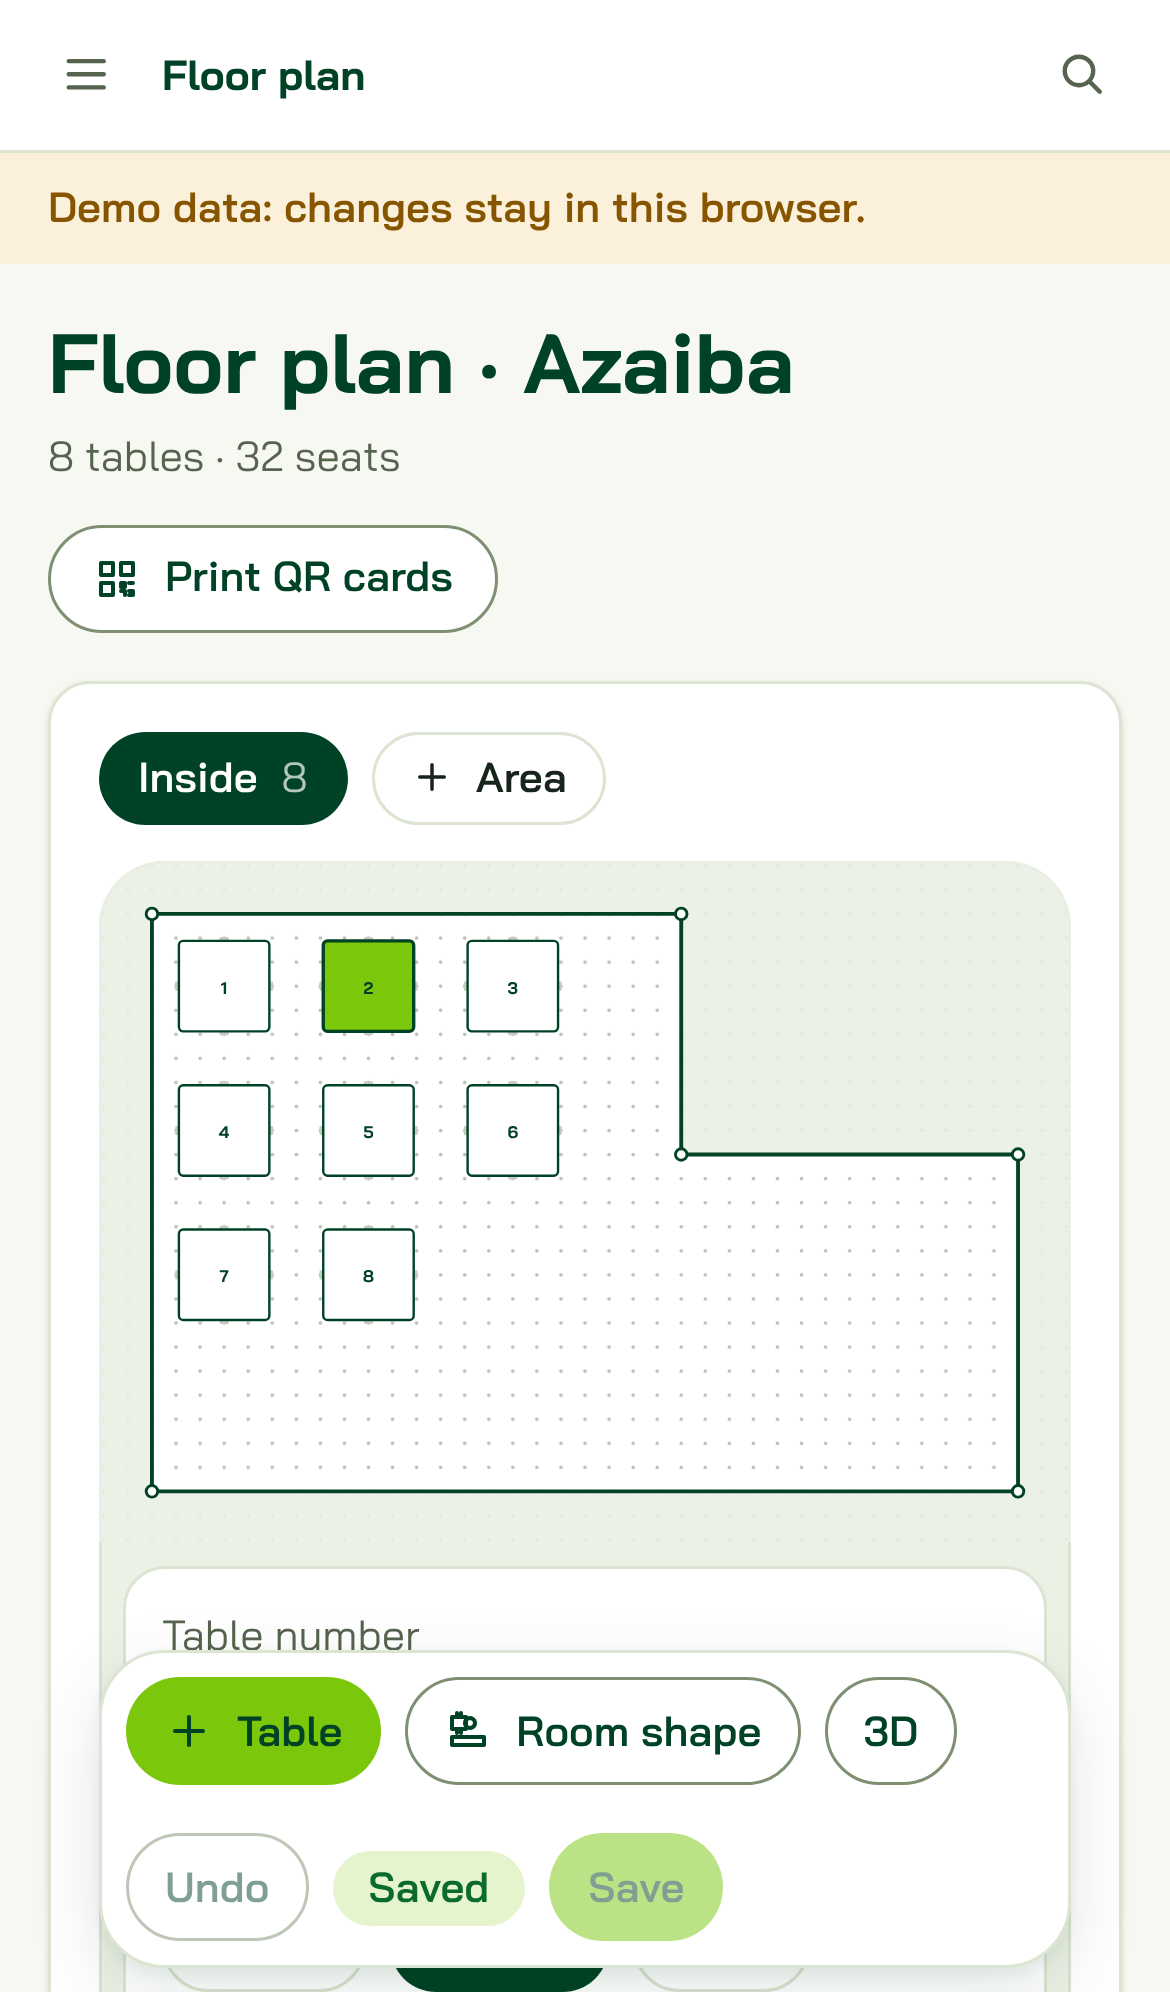 Floor plan
Demo data: changes stay in this browser.
Floor plan · Azaiba
8 tables · 32 seats
Print QR cards
Inside 8
+ Area
1 2 3
4 5 6
7 8
Table number
+ Table
Room shape
3D
Undo
Saved
Save